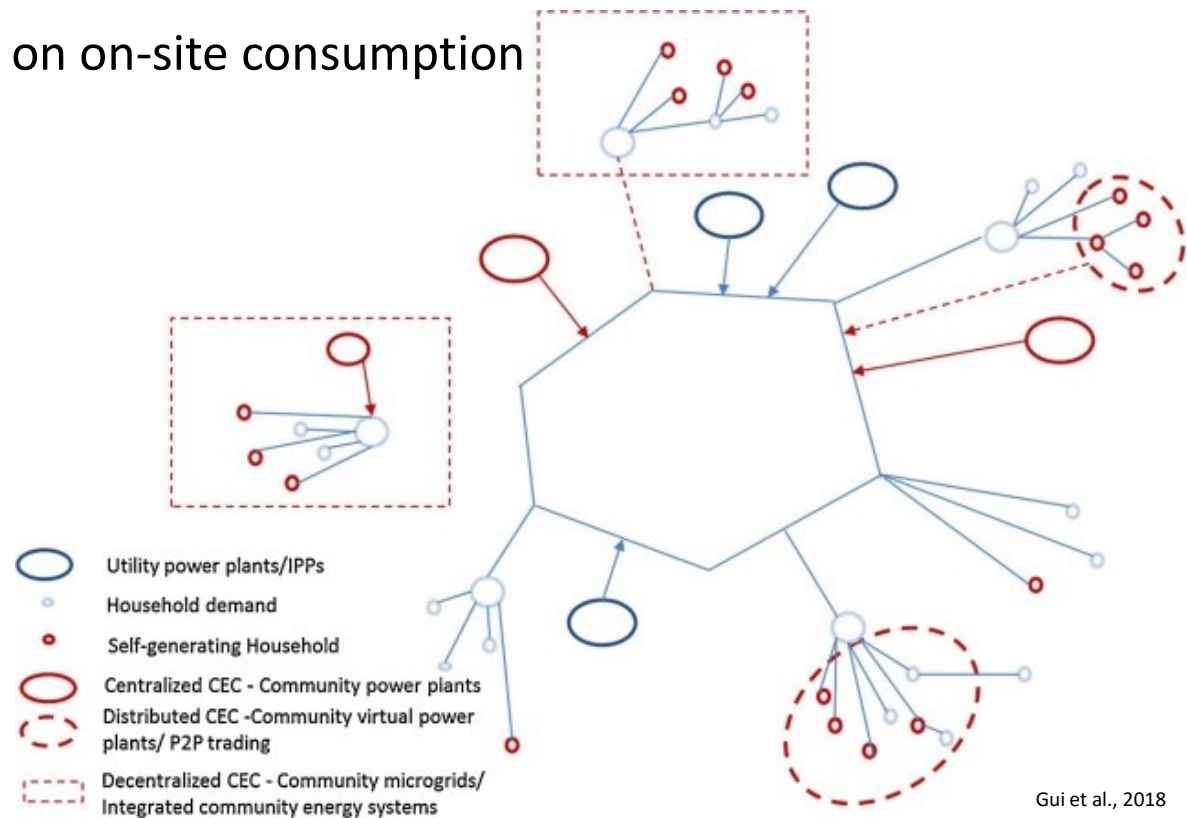 on on-site consumption
Utility power plants/IPPs
Household demand
Self-generating Household
Centralized CEC - Community power plants
Distributed CEC -Community virtual power
plants/ P2P trading
Decentralized CEC - Community microgrids/
Integrated community energy systems
Gui et al., 2018